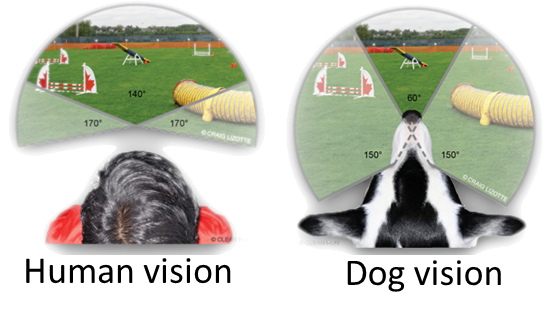 140°
170° 170°
© CRAIG LIZOTTE
60°
150° 150°
© CRAIG LIZOTTE
Human vision
Dog vision